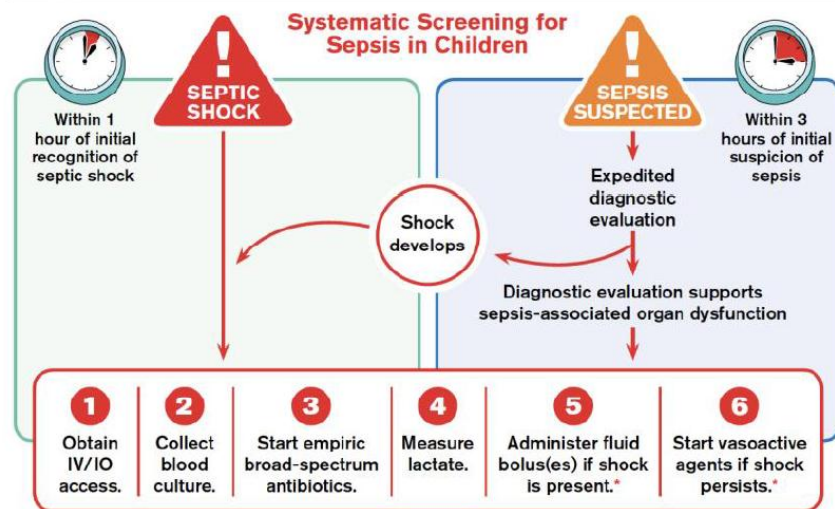 Systematic Screening for
Sepsis in Children
!
SEPTIC
SHOCK
Within 1
hour of initial
recognition of
septic shock
!
SEPSIS
SUSPECTED
Within 3
hours of initial
suspicion of
sepsis
Expedited
diagnostic
evaluation
Shock
develops
Diagnostic evaluation supports
sepsis-associated organ dysfunction
1
Obtain
IV/IO
access.
2
Collect
blood
culture.
3
Start empiric
broad-spectrum
antibiotics.
4
Measure
lactate.
5
Administer fluid
bolus(es) if shock
is present.*
6
Start vasoactive
agents if shock
persists.*